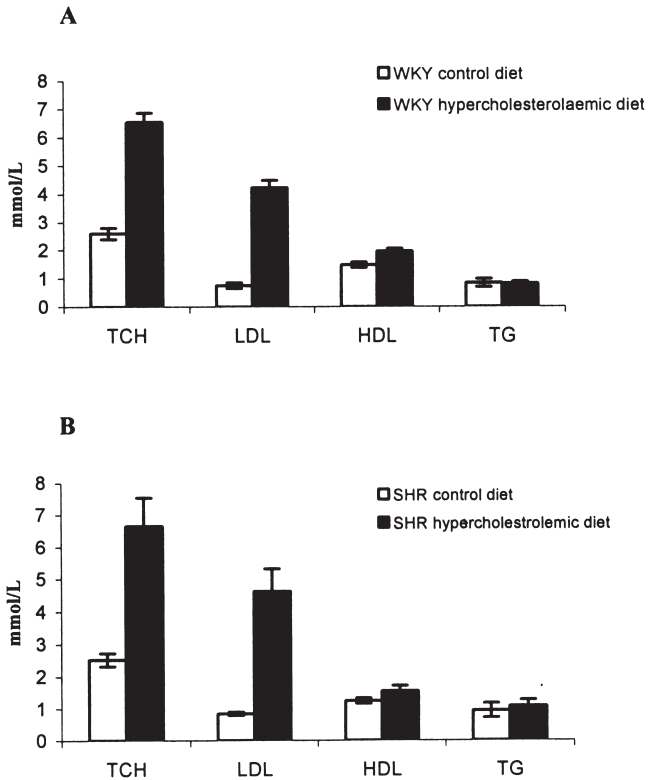 A
WKY control diet
WKY hypercholesterolaemic diet
mmol/L
8
7
6
5
4
3
2
1
0
TCH LDL HDL TG
B
SHR control diet
SHR hypercholestrolemic diet
mmol/L
8
7
6
5
4
3
2
1
0
TCH LDL HDL TG